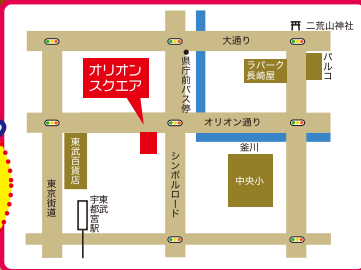 二荒山神社
大通り
パルコ
ラパーク
長崎屋
県庁前バス停
オリオン
スクエア
オリオン通り
釜川
東武百貨店
シンボルロード
中央小
東京街道
東武
宇都宮駅